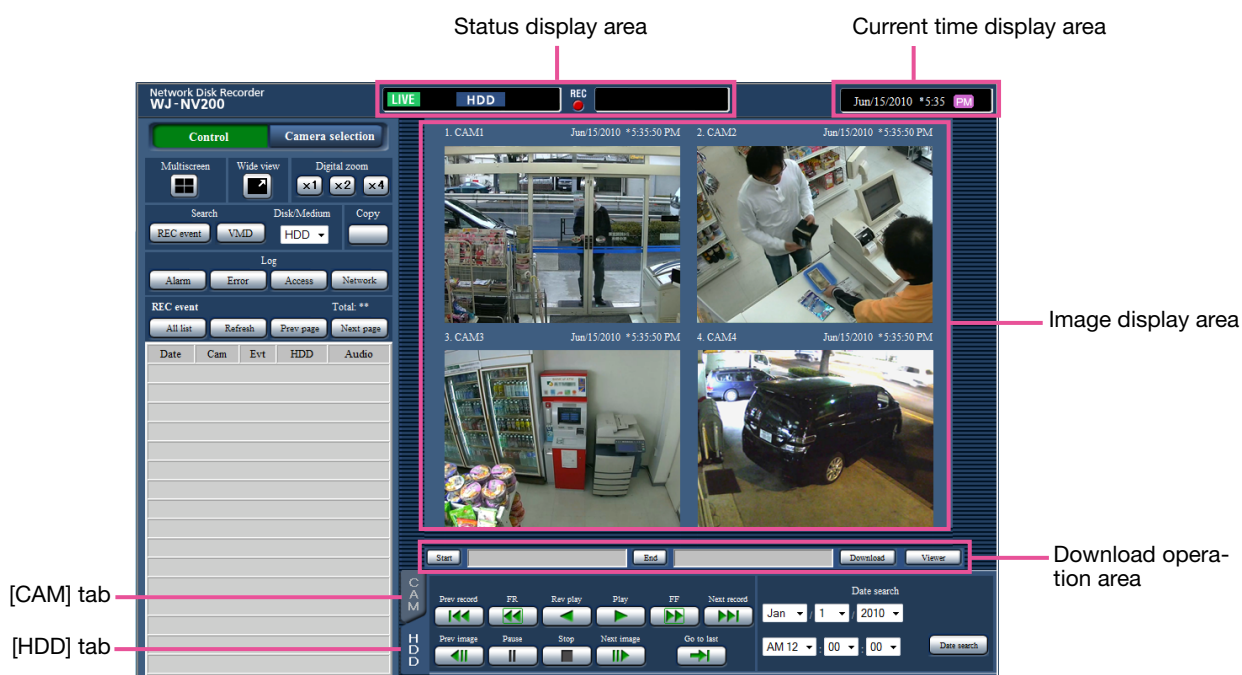 Status display area
Current time display area
Network Disk Recorder
WJ-NV200
LIVE
HDD
REC
Jun/15/2010 *5:35 PM
Control
Camera selection
Multiscreen
Wide view
Digital zoom
x1 x2 x4
Search
Disk/Medium
Copy
REC event
VMD
HDD
Log
Alarm
Error
Access
Network
REC event
Total: **
All list
Refresh
Prev page
Next page
Date
Cam
Evt
HDD
Audio
1. CAM1 Jun/15/2010 *5:35:50 PM
2. CAM2 Jun/15/2010 *5:35:50 PM
3. CAM3 Jun/15/2010 *5:35:50 PM
4. CAM4 Jun/15/2010 *5:35:50 PM
Image display area
Start
End
Download
Viewer
Download opera-
tion area
[CAM] tab
[HDD] tab
CAM
HDD
Prev record
FR
Rev play
Play
FF
Next record
Prev image
Pause
Stop
Next image
Go to last
Date search
Jan / 1 / 2010
AM 12 : 00 : 00
Date search